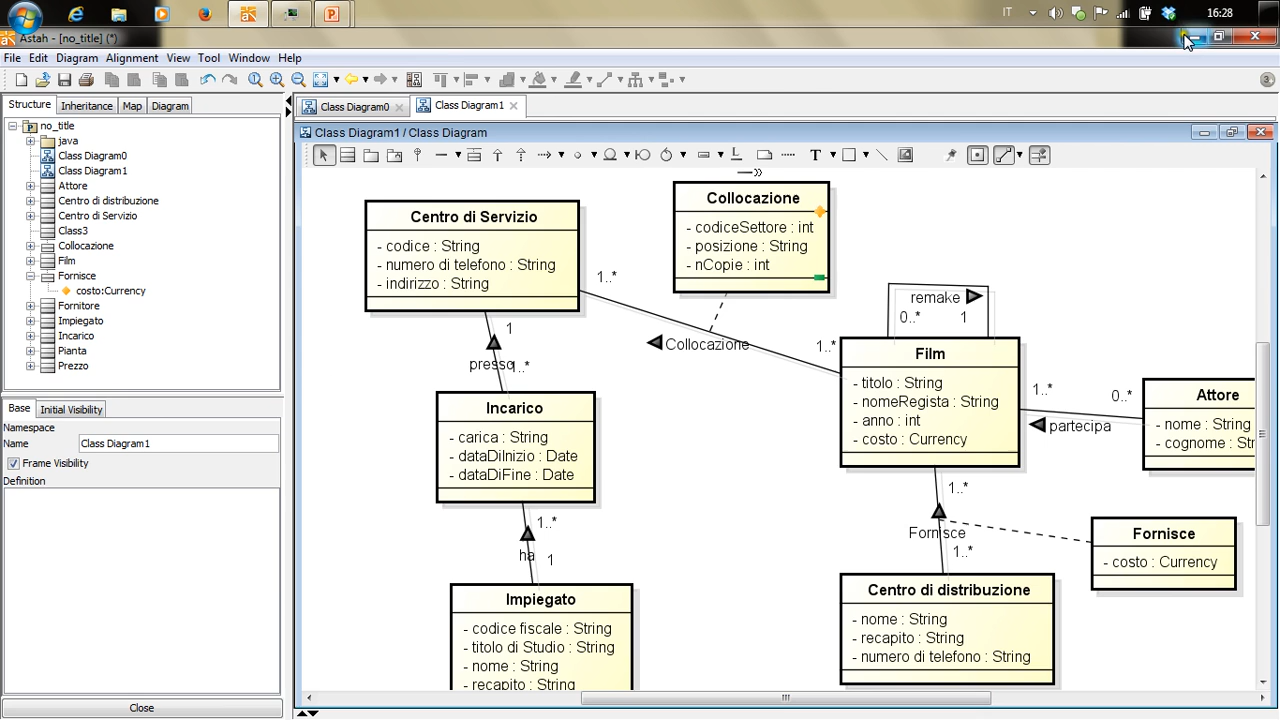 IT
16:28
Astah - [no_title] (*)
File Edit Diagram Alignment View Tool Window Help
3
Structure Inheritance Map Diagram
Class Diagram0
Class Diagram1
Class Diagram1 / Class Diagram
T
no_title
java
Class Diagram0
Class Diagram1
Attore
Centro di distribuzione
Centro di Servizio
Class3
Collocazione
Film
Fornisce
costo:Currency
Fornitore
Impiegato
Incarico
Pianta
Prezzo
Base Initial Visibility
Namespace
Name Class Diagram1
Frame Visibility
Definition
Close
Centro di Servizio
- codice : String
- numero di telefono : String
- indirizzo : String
1..*
Collocazione
- codiceSettore : int
- posizione : String
- nCopie : int
Collocazione
1..*
remake
0..* 1
Film
- titolo : String
- nomeRegista : String
- anno : int
- costo : Currency
1..*
0..*
partecipa
Attore
- nome : String
- cognome : Str
1
presso
1..*
Incarico
- carica : String
- dataDiInizio : Date
- dataDiFine : Date
1..*
ha
1
Impiegato
- codice fiscale : String
- titolo di Studio : String
- nome : String
- recapito : String
1..*
Fornisce
1..*
Fornisce
- costo : Currency
Centro di distribuzione
- nome : String
- recapito : String
- numero di telefono : String